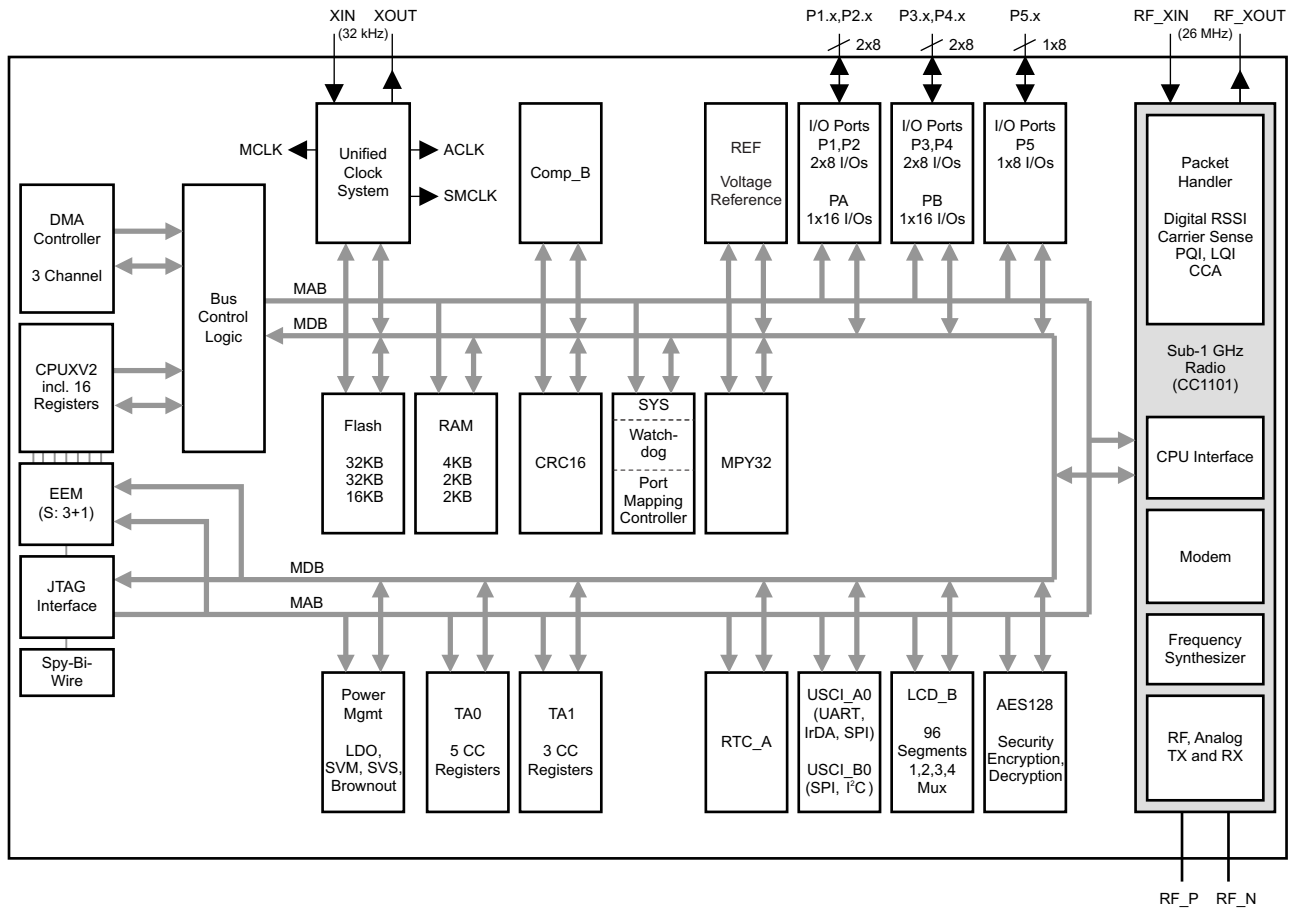 XIN XOUT
(32 kHz)
P1.x,P2.x
2x8
P3.x,P4.x
2x8
P5.x
1x8
RF_XIN RF_XOUT
(26 MHz)
MCLK
Unified
Clock
System
ACLK
SMCLK
Comp_B
REF
Voltage
Reference
I/O Ports
P1,P2
2x8 I/Os
PA
1x16 I/Os
I/O Ports
P3,P4
2x8 I/Os
PB
1x16 I/Os
I/O Ports
P5
1x8 I/Os
Packet
Handler
Digital RSSI
Carrier Sense
PQI, LQI
CCA
DMA
Controller
3 Channel
Bus
Control
Logic
MAB
MDB
CPUXV2
incl. 16
Registers
Sub-1 GHz
Radio
(CC1101)
Flash
32KB
32KB
16KB
RAM
4KB
2KB
2KB
CRC16
SYS
Watch-
dog
Port
Mapping
Controller
MPY32
CPU Interface
EEM
(S: 3+1)
Modem
JTAG
Interface
MDB
MAB
Spy-Bi-
Wire
Frequency
Synthesizer
Power
Mgmt
LDO,
SVM, SVS,
Brownout
TA0
5 CC
Registers
TA1
3 CC
Registers
RTC_A
USCI_A0
(UART,
IrDA, SPI)
USCI_B0
(SPI, I²C)
LCD_B
96
Segments
1,2,3,4
Mux
AES128
Security
Encryption,
Decryption
RF, Analog
TX and RX
RF_P RF_N